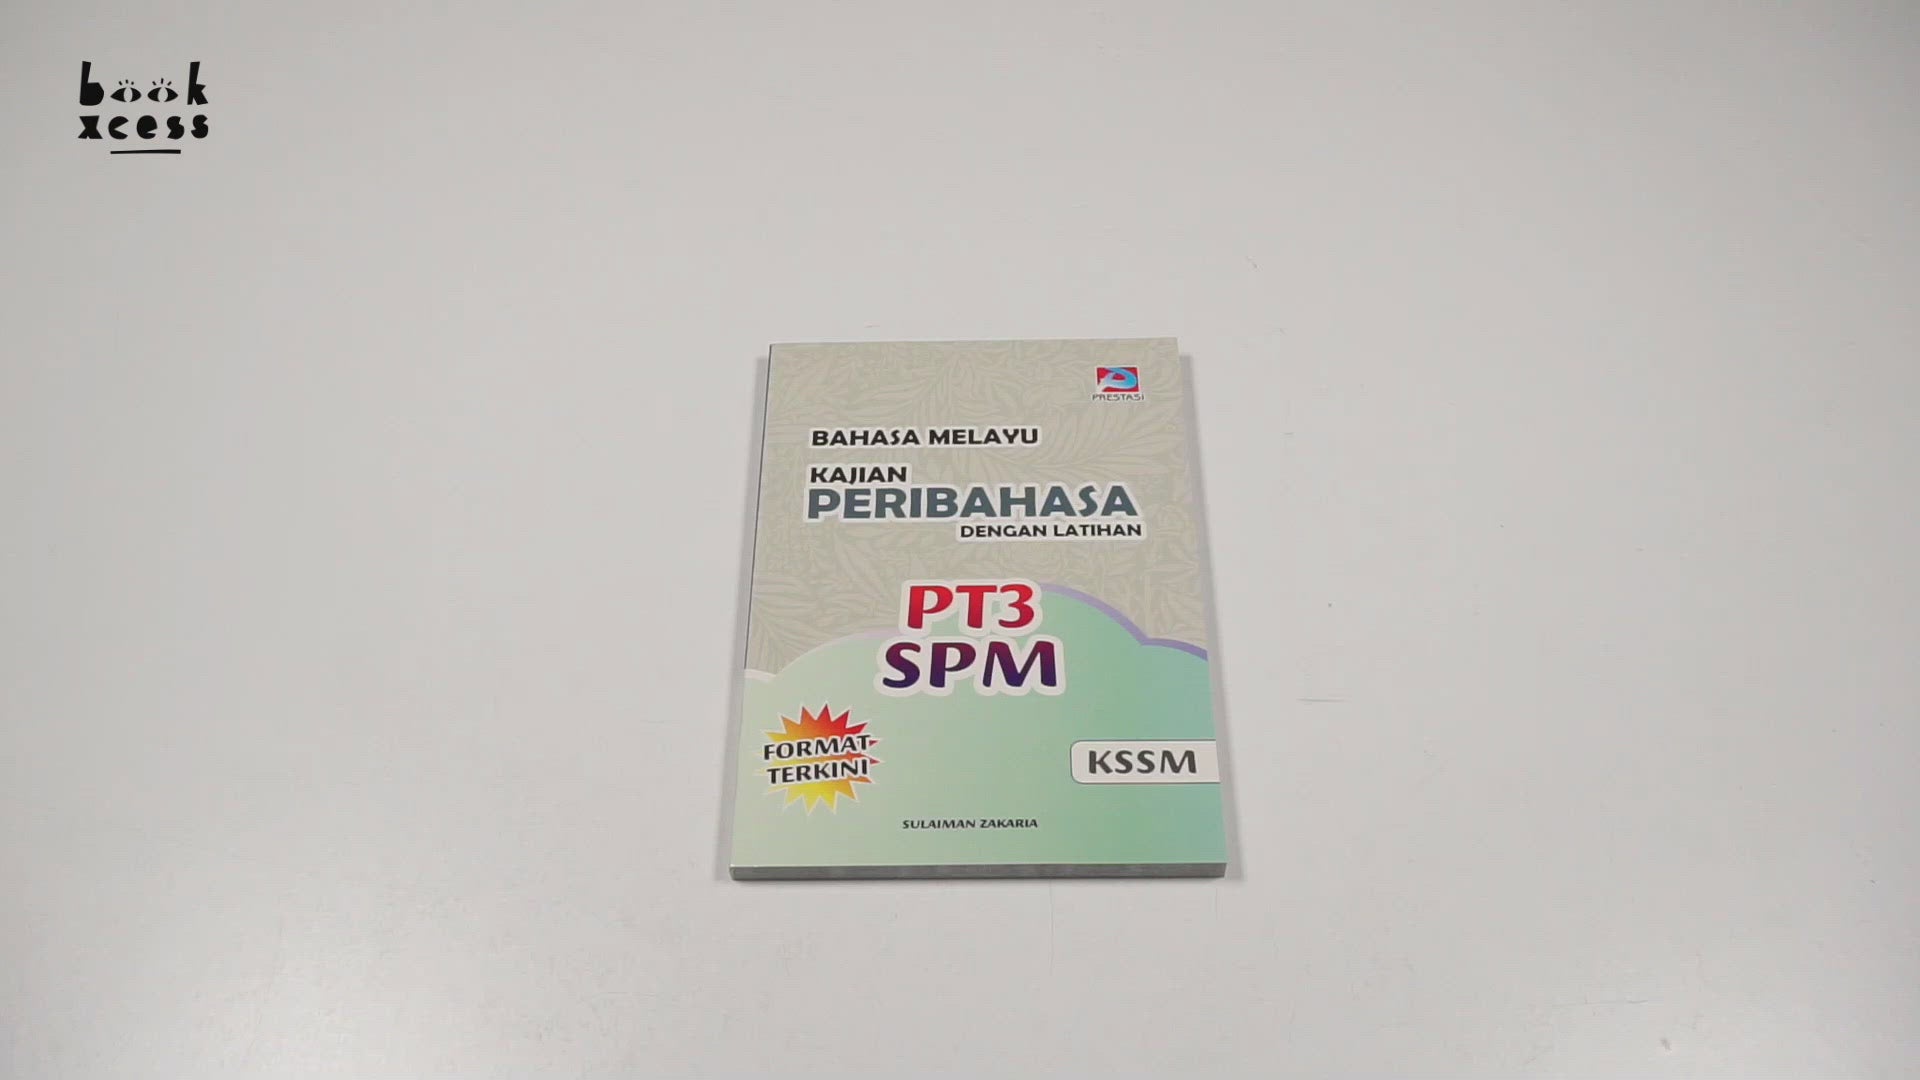 book
xcess
PRESTASI
BAHASA MELAYU
KAJIAN
PERIBAHASA
DENGAN LATIHAN
PT3
SPM
FORMAT
TERKINI
KSSM
SULAIMAN ZAKARIA